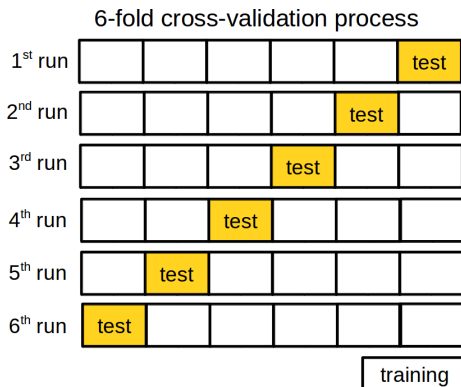 6-fold cross-validation process
1st run test
2nd run test
3rd run test
4th run test
5th run test
6th run test
training